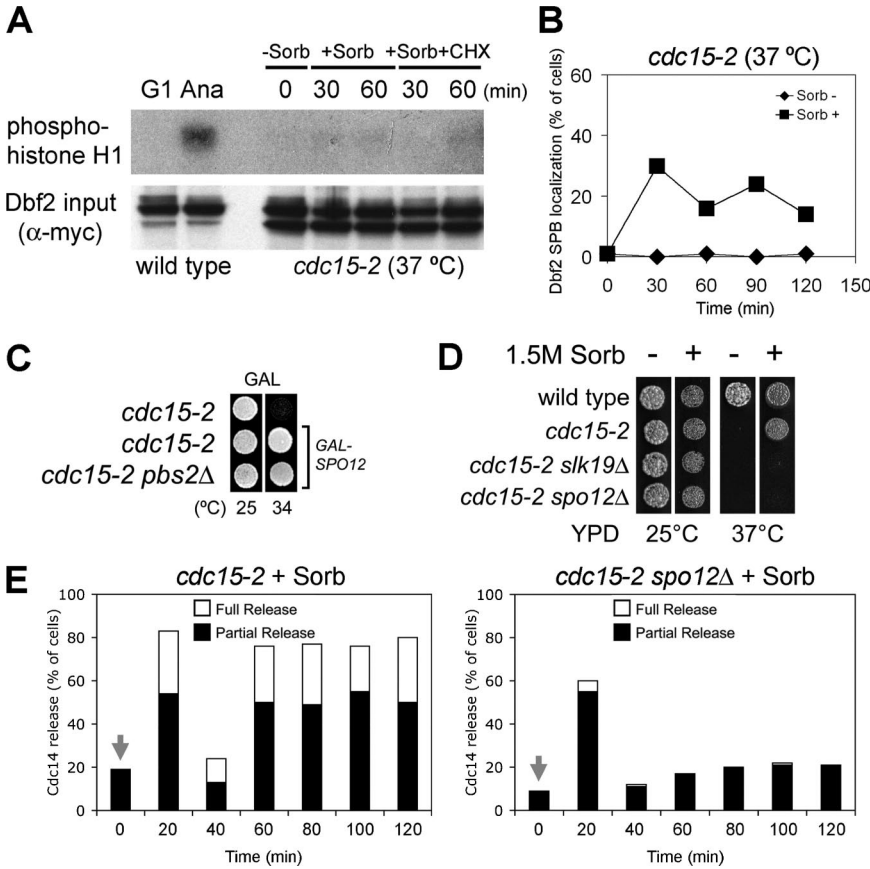 A
-Sorb +Sorb +Sorb+CHX
G1 Ana 0 30 60 30 60 (min)
phospho-
histone H1
Dbf2 input
(α-myc)
wild type cdc15-2 (37 ºC)
B
cdc15-2 (37 ºC)
Dbf2 SPB localization (% of cells)
60
40
20
0
Sorb -
Sorb +
0 30 60 90 120 150
Time (min)
C
GAL
cdc15-2
cdc15-2
cdc15-2 pbs2Δ
GAL-
SPO12
(ºC) 25 34
D
1.5M Sorb - + - +
wild type
cdc15-2
cdc15-2 slk19Δ
cdc15-2 spo12Δ
YPD 25°C 37°C
E
cdc15-2 + Sorb
Cdc14 release (% of cells)
100
80
60
40
20
0
Full Release
Partial Release
0 20 40 60 80 100 120
Time (min)
cdc15-2 spo12Δ + Sorb
Cdc14 release (% of cells)
100
80
60
40
20
0
Full Release
Partial Release
0 20 40 60 80 100 120
Time (min)